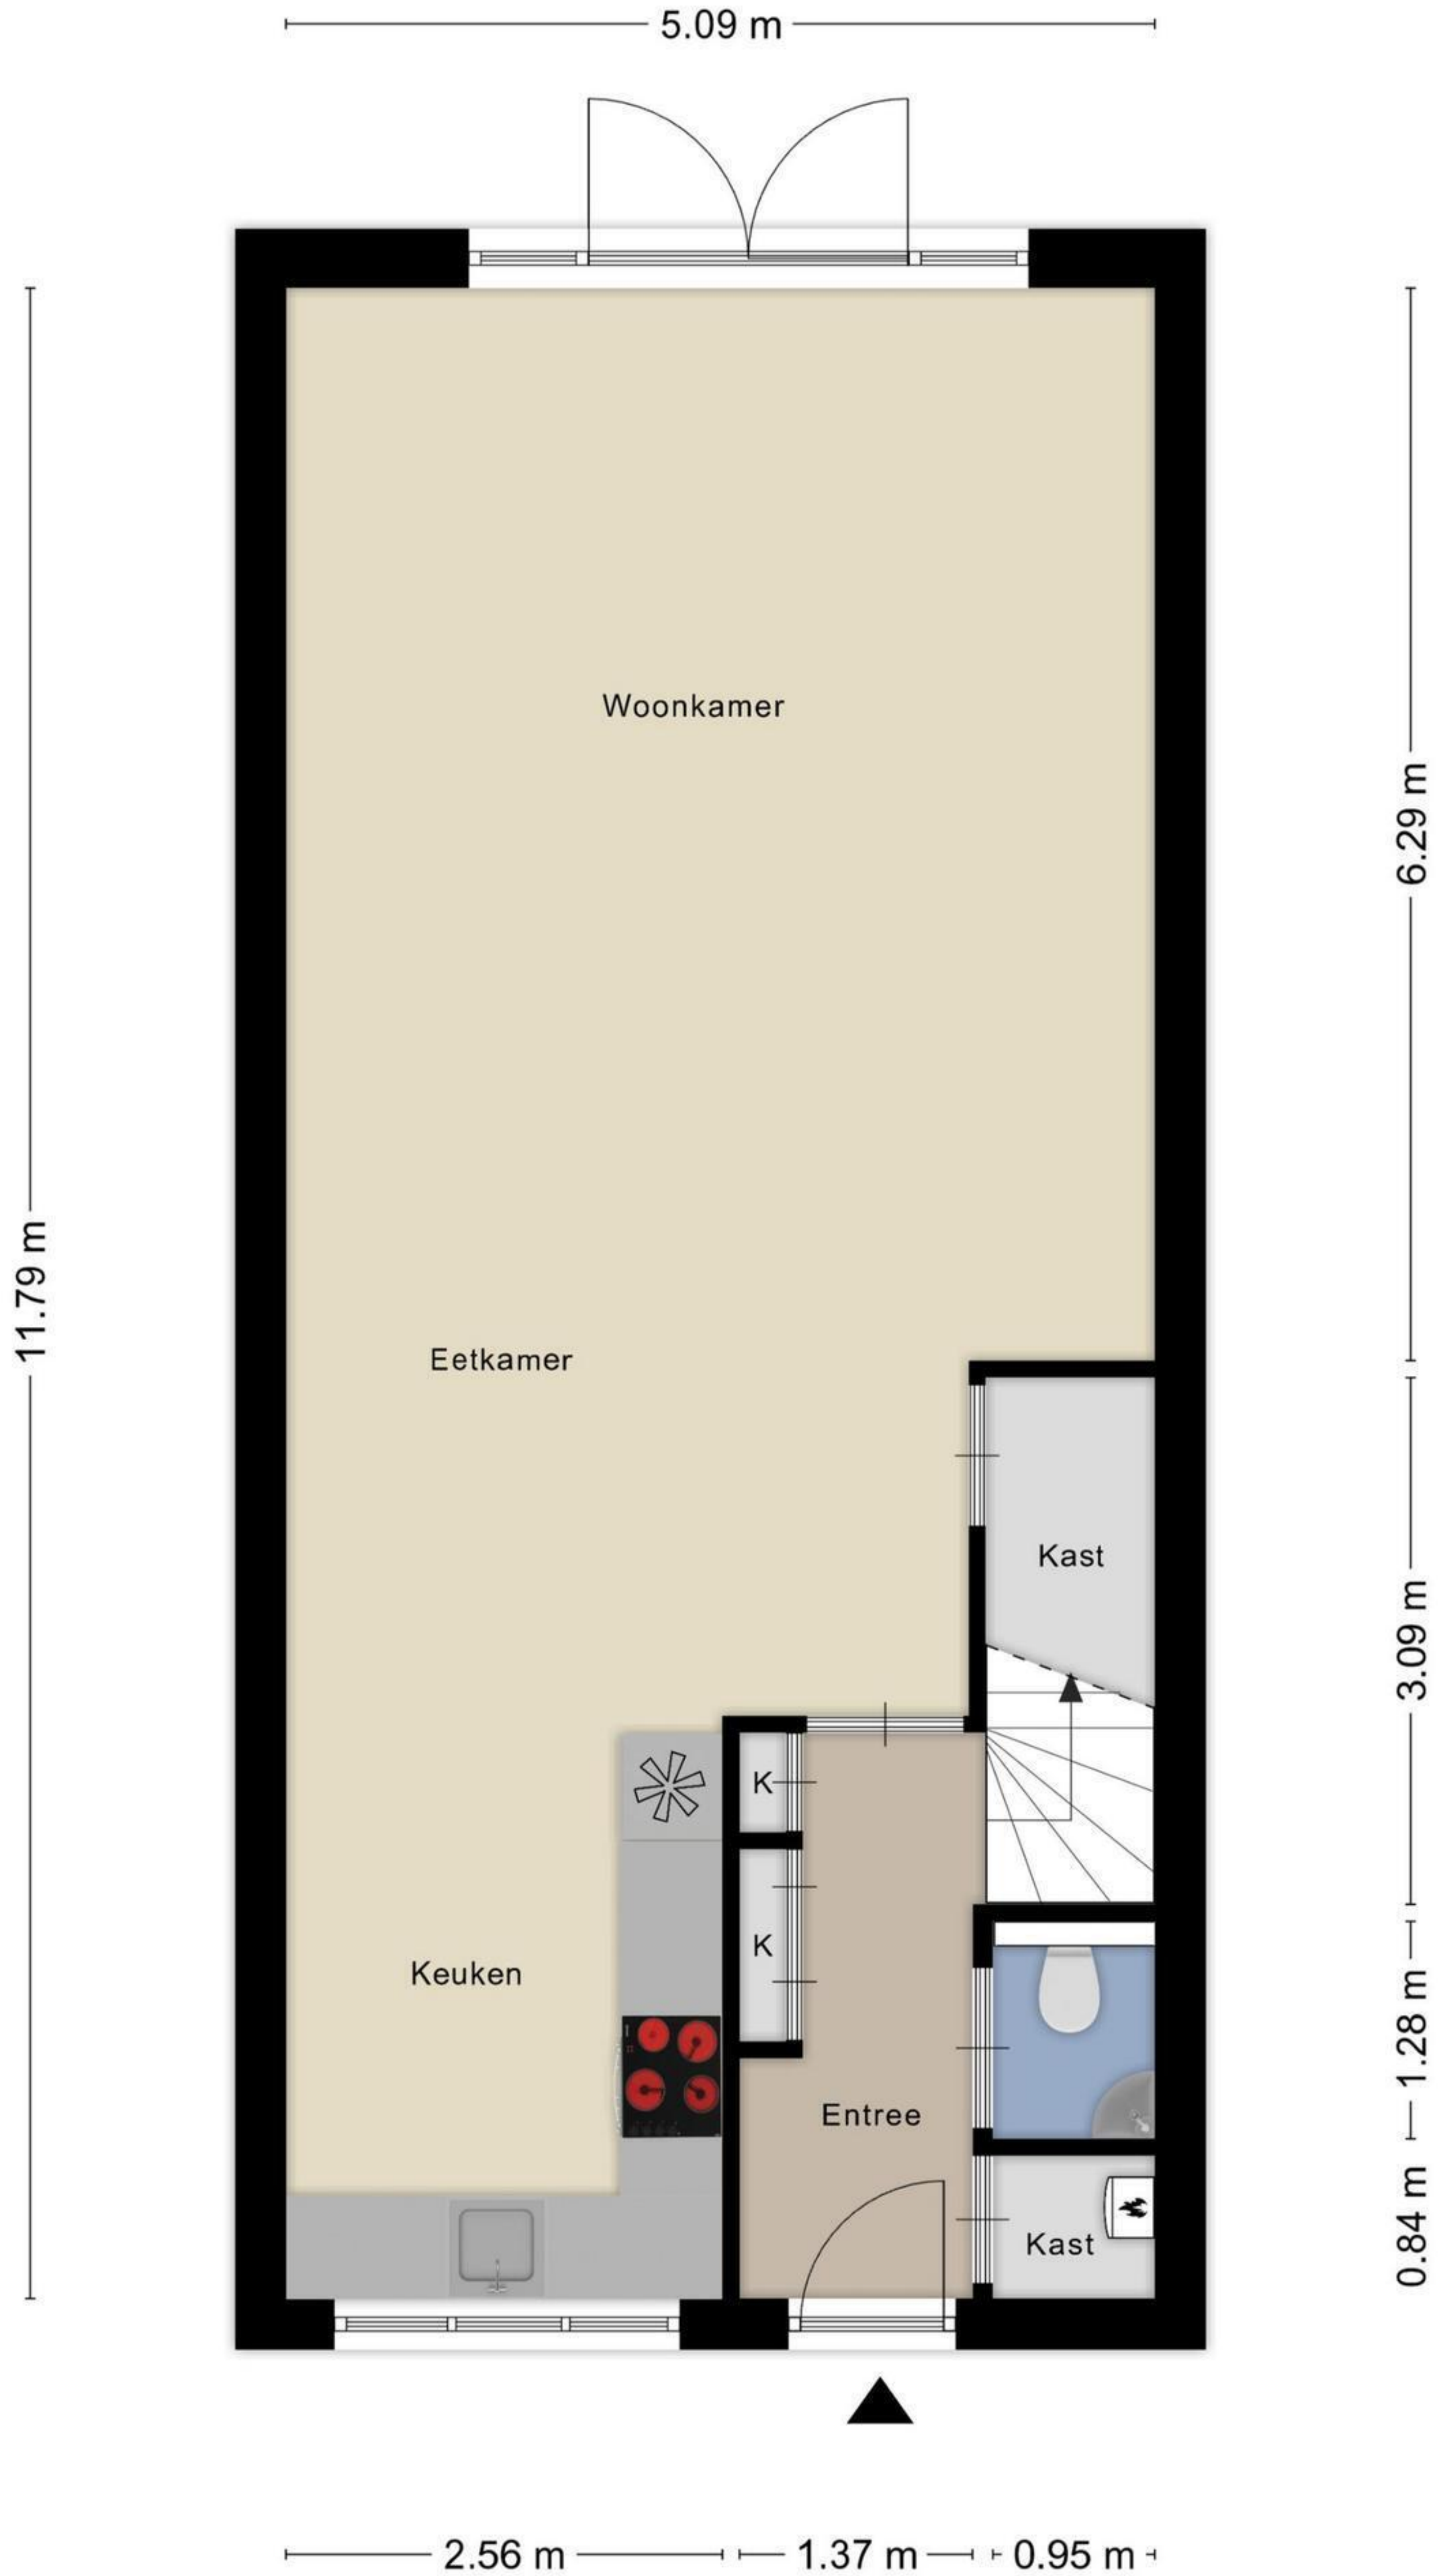 5.09 m
Woonkamer
6.29 m
11.79 m
Eetkamer
Kast
3.09 m
K
K
Keuken
1.28 m
Entree
Kast
0.84 m
2.56 m
1.37 m
0.95 m